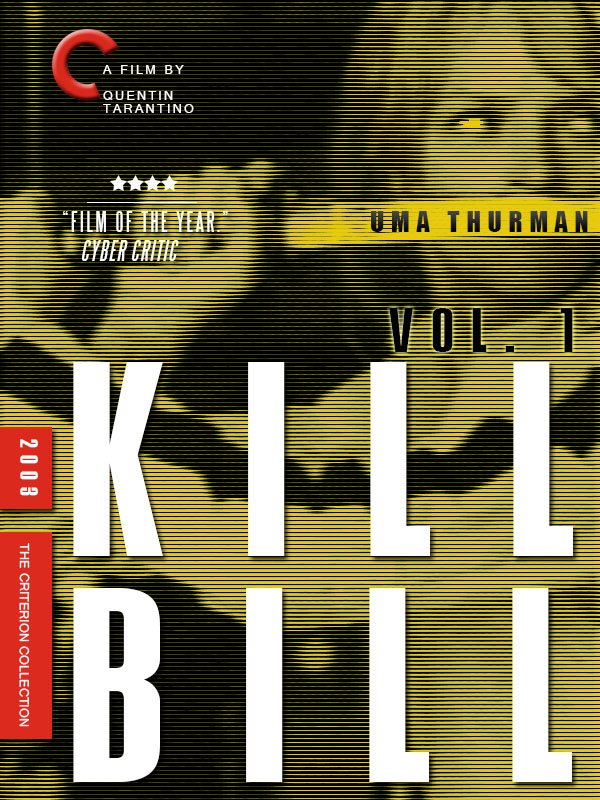 A FILM BY
QUENTIN
TARANTINO
"FILM OF THE YEAR."
CYBER CRITIC
UMA THURMAN
VOL. 1
KILL
BILL
2003
THE CRITERION COLLECTION